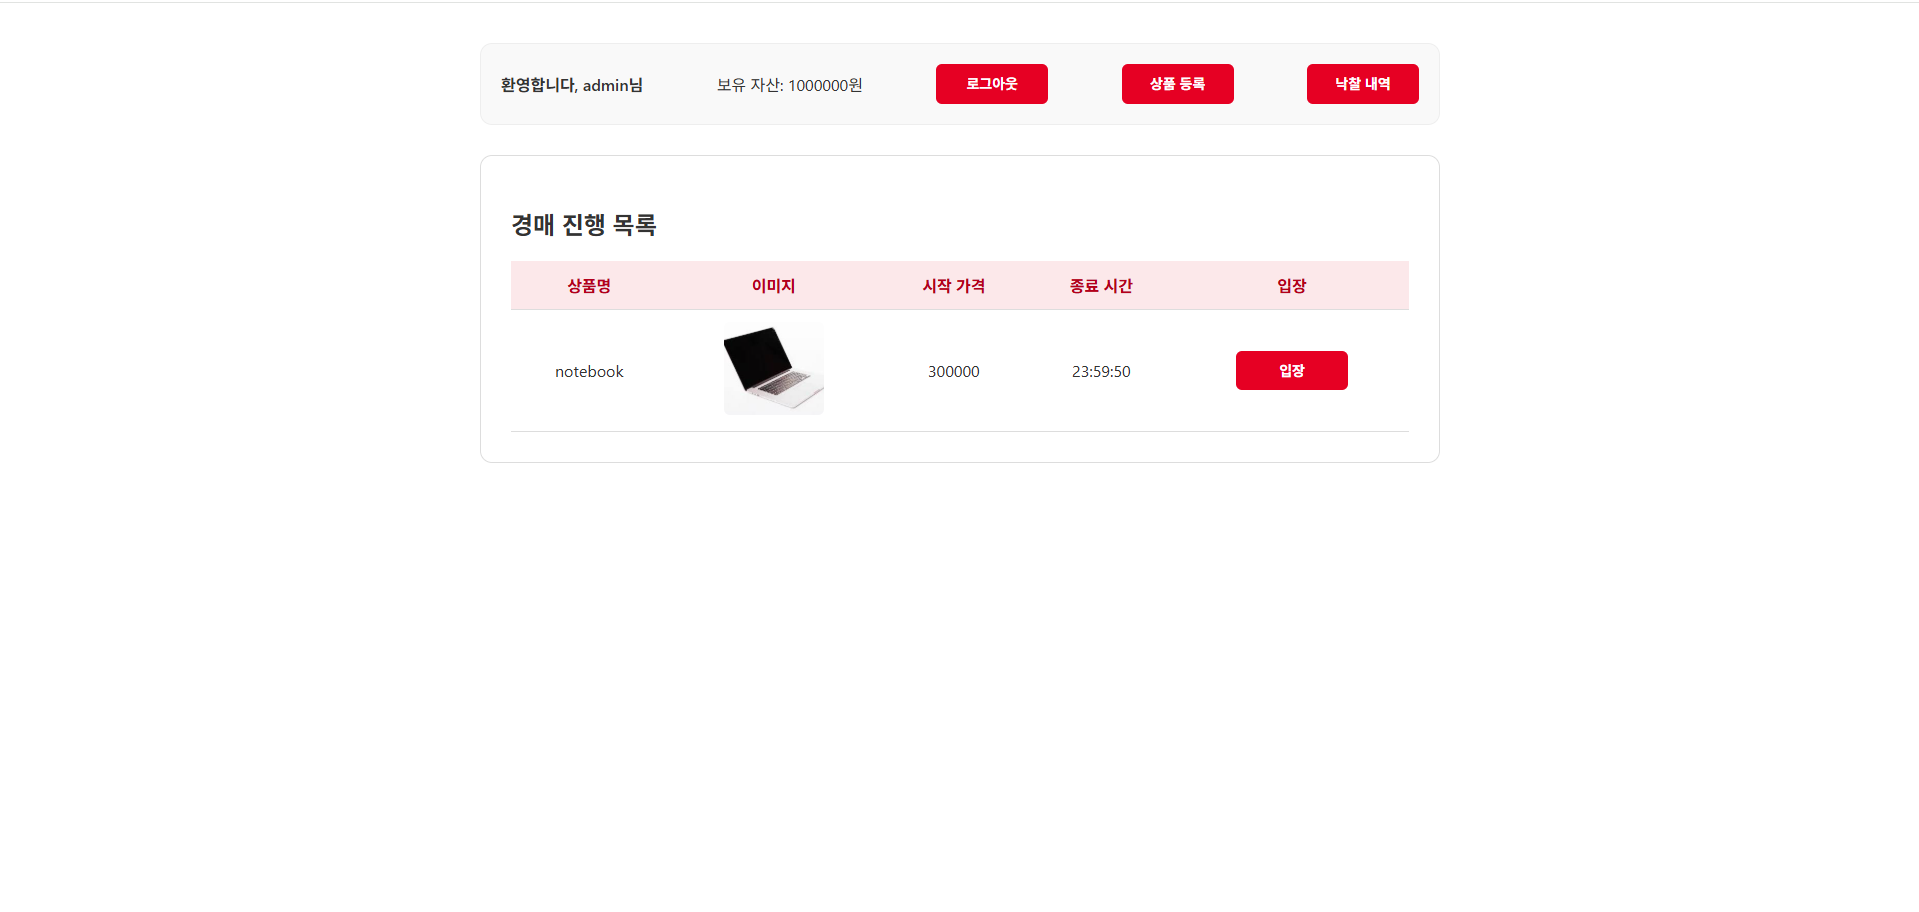 환영합니다, admin님 보유 자산: 1000000원 로그아웃 상품 등록 낙찰 내역
경매 진행 목록
상품명 이미지 시작 가격 종료 시간 입장
notebook 300000 23:59:50 입장